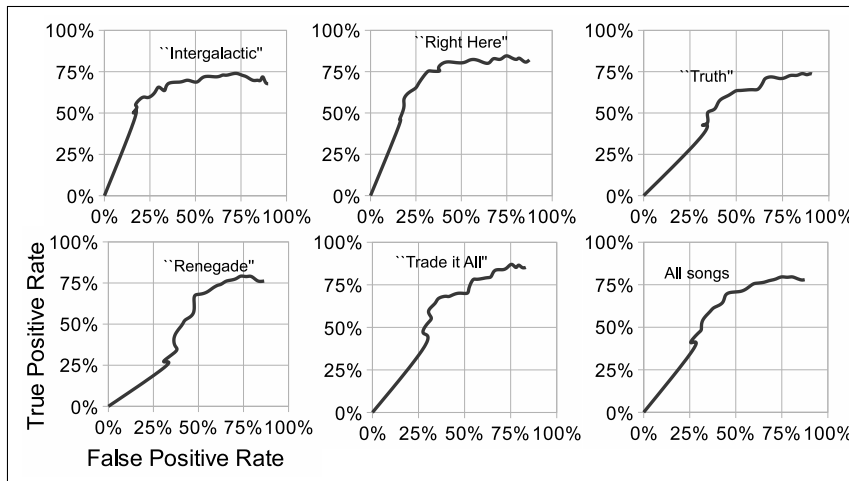 100%
75%
50%
25%
0%
0% 25% 50% 75% 100%
``Intergalactic"
100%
75%
50%
25%
0%
0% 25% 50% 75% 100%
``Right Here"
100%
75%
50%
25%
0%
0% 25% 50% 75% 100%
``Truth"
True Positive Rate
100%
75%
50%
25%
0%
0% 25% 50% 75% 100%
``Renegade"
False Positive Rate
100%
75%
50%
25%
0%
0% 25% 50% 75% 100%
``Trade it All"
100%
75%
50%
25%
0%
0% 25% 50% 75% 100%
All songs